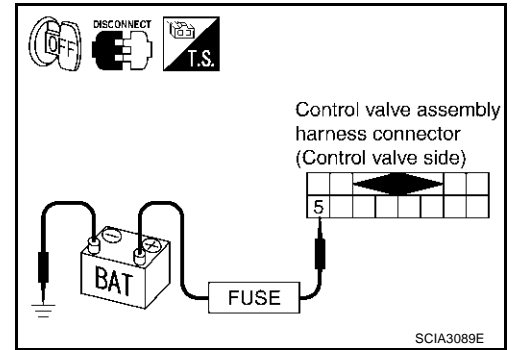 OFF
DISCONNECT
T.S.
Control valve assembly
harness connector
(Control valve side)
5
BAT
FUSE
SCIA3089E